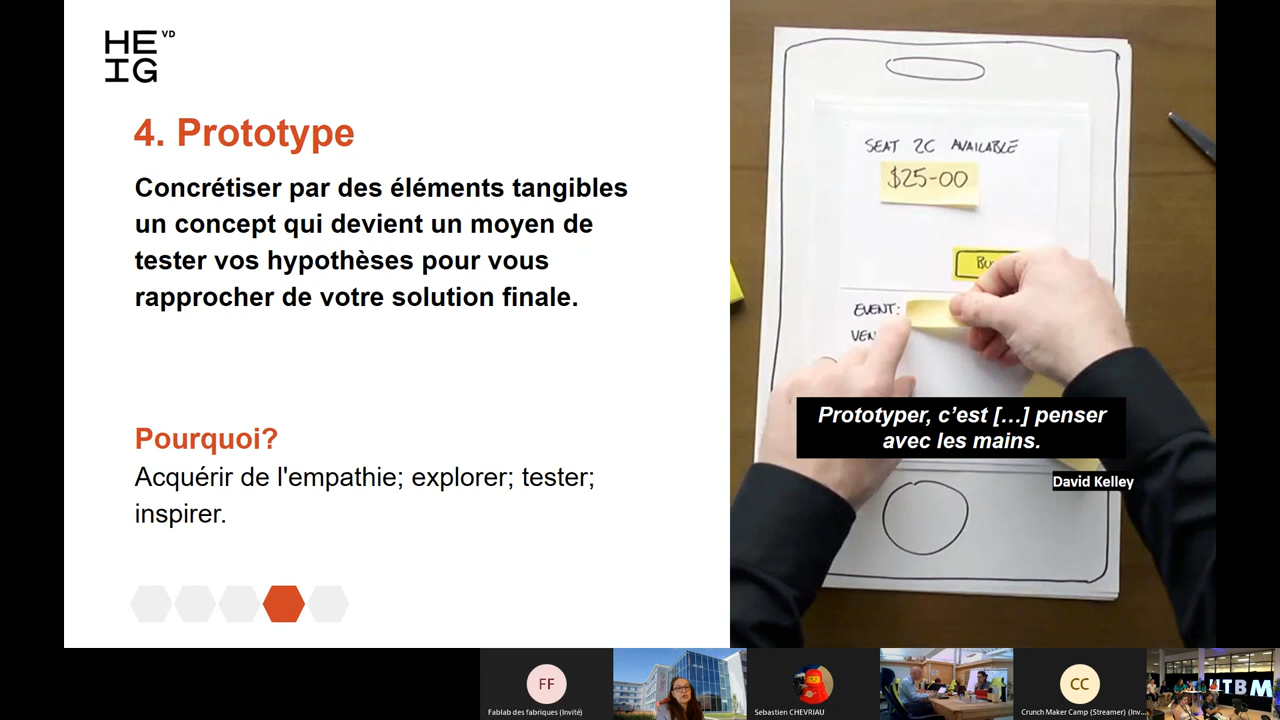 HE VD
IG
4. Prototype
Concrétiser par des éléments tangibles
un concept qui devient un moyen de
tester vos hypothèses pour vous
rapprocher de votre solution finale.
Pourquoi?
Acquérir de l'empathie; explorer; tester;
inspirer.
SEAT 2C AVAILABLE
$25-00
EVENT:
Prototyper, c’est […] penser
avec les mains.
David Kelley
FF
Fablab des fabriques (Invité)
Sebastien CHEVRIAU
CC
Crunch Maker Camp (Streamer) (Inv...
UTBM